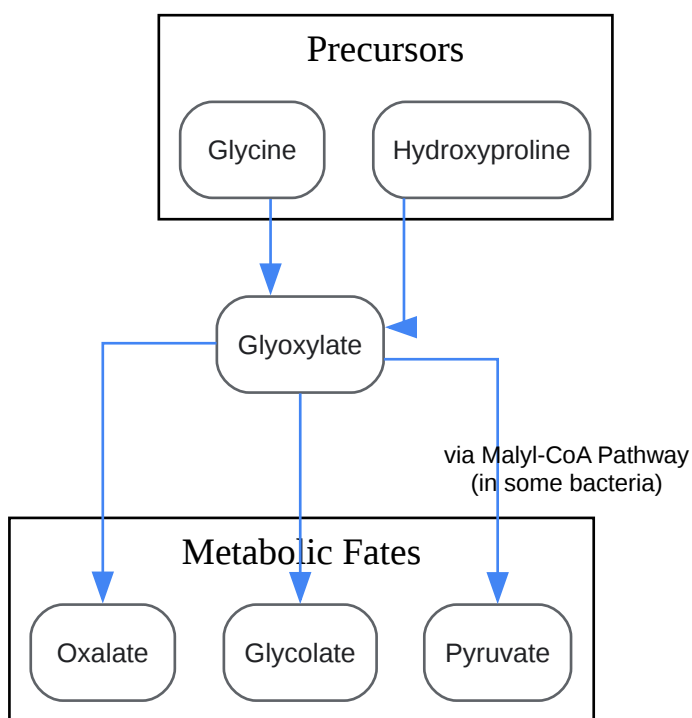 Precursors
Glycine
Hydroxyproline
Glyoxylate
via Malyl-CoA Pathway
(in some bacteria)
Metabolic Fates
Oxalate
Glycolate
Pyruvate